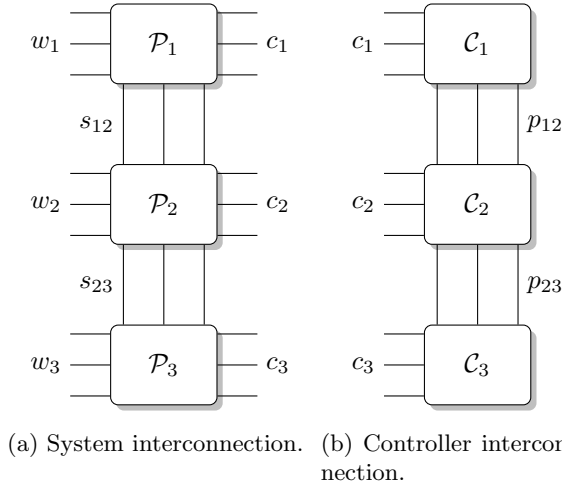 w₁ 𝒫₁ c₁ c₁ 𝒞₁
s₁₂ p₁₂
w₂ 𝒫₂ c₂ c₂ 𝒞₂
s₂₃ p₂₃
w₃ 𝒫₃ c₃ c₃ 𝒞₃
(a) System interconnection. (b) Controller intercon
nection.